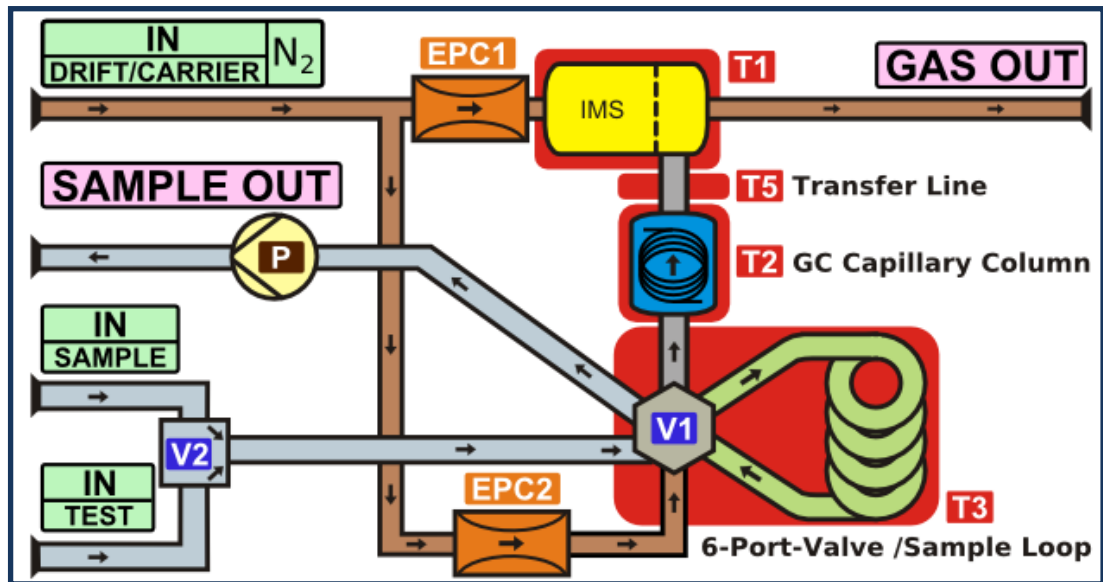 IN
DRIFT/CARRIER
N₂
EPC1
T1
GAS OUT
IMS
SAMPLE OUT
T5 Transfer Line
P
T2 GC Capillary Column
IN
SAMPLE
V1
V2
IN
TEST
EPC2
T3
6-Port-Valve /Sample Loop